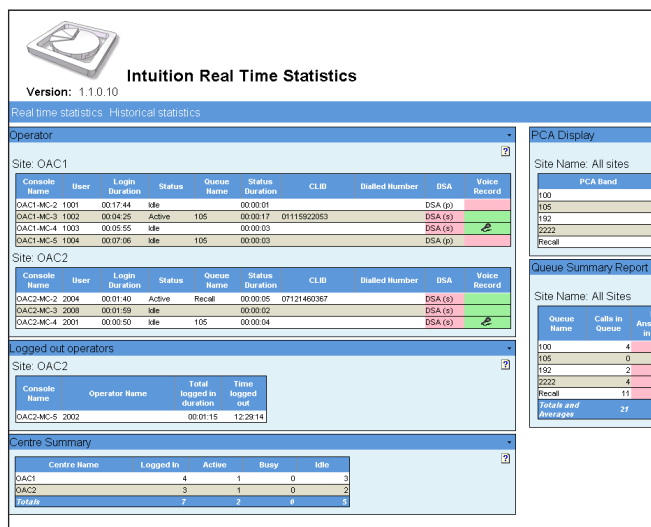 Intuition Real Time Statistics
Version: 1.1.0.10
Real time statistics Historical statistics
Operator
?
Site: OAC1
Console Name User Login Duration Status Queue Name Status Duration CLID Dialled Number DSA Voice Record
OAC1-MC-2 1001 00:17:44 Idle 00:00:01 DSA (p)
OAC1-MC-3 1002 00:04:25 Active 105 00:00:17 01115922053 DSA (s)
OAC1-MC-4 1003 00:05:55 Idle 00:00:03 DSA (s)
OAC1-MC-5 1004 00:07:06 Idle 105 00:00:03 DSA (p)
Site: OAC2
Console Name User Login Duration Status Queue Name Status Duration CLID Dialled Number DSA Voice Record
OAC2-MC-2 2004 00:01:40 Active Recall 00:00:05 07121460367 DSA (s)
OAC2-MC-3 2008 00:01:59 Idle 00:00:02 DSA (s)
OAC2-MC-4 2001 00:00:50 Idle 105 00:00:04 DSA (s)
Logged out operators
?
Site: OAC2
Console Name Operator Name Total logged in duration Time logged out
OAC2-MC-5 2002 00:01:15 12:29:14
Centre Summary
?
Centre Name Logged In Active Busy Idle
OAC1 4 1 0 3
OAC2 3 1 0 2
Totals 7 2 0 5
PCA Display
Site Name: All sites
PCA Band
100
105
192
2222
Recall
Queue Summary Report
Site Name: All Sites
Queue Name Calls in Queue
100 4
105 0
192 2
2222 4
Recall 11
Totals and Averages 21